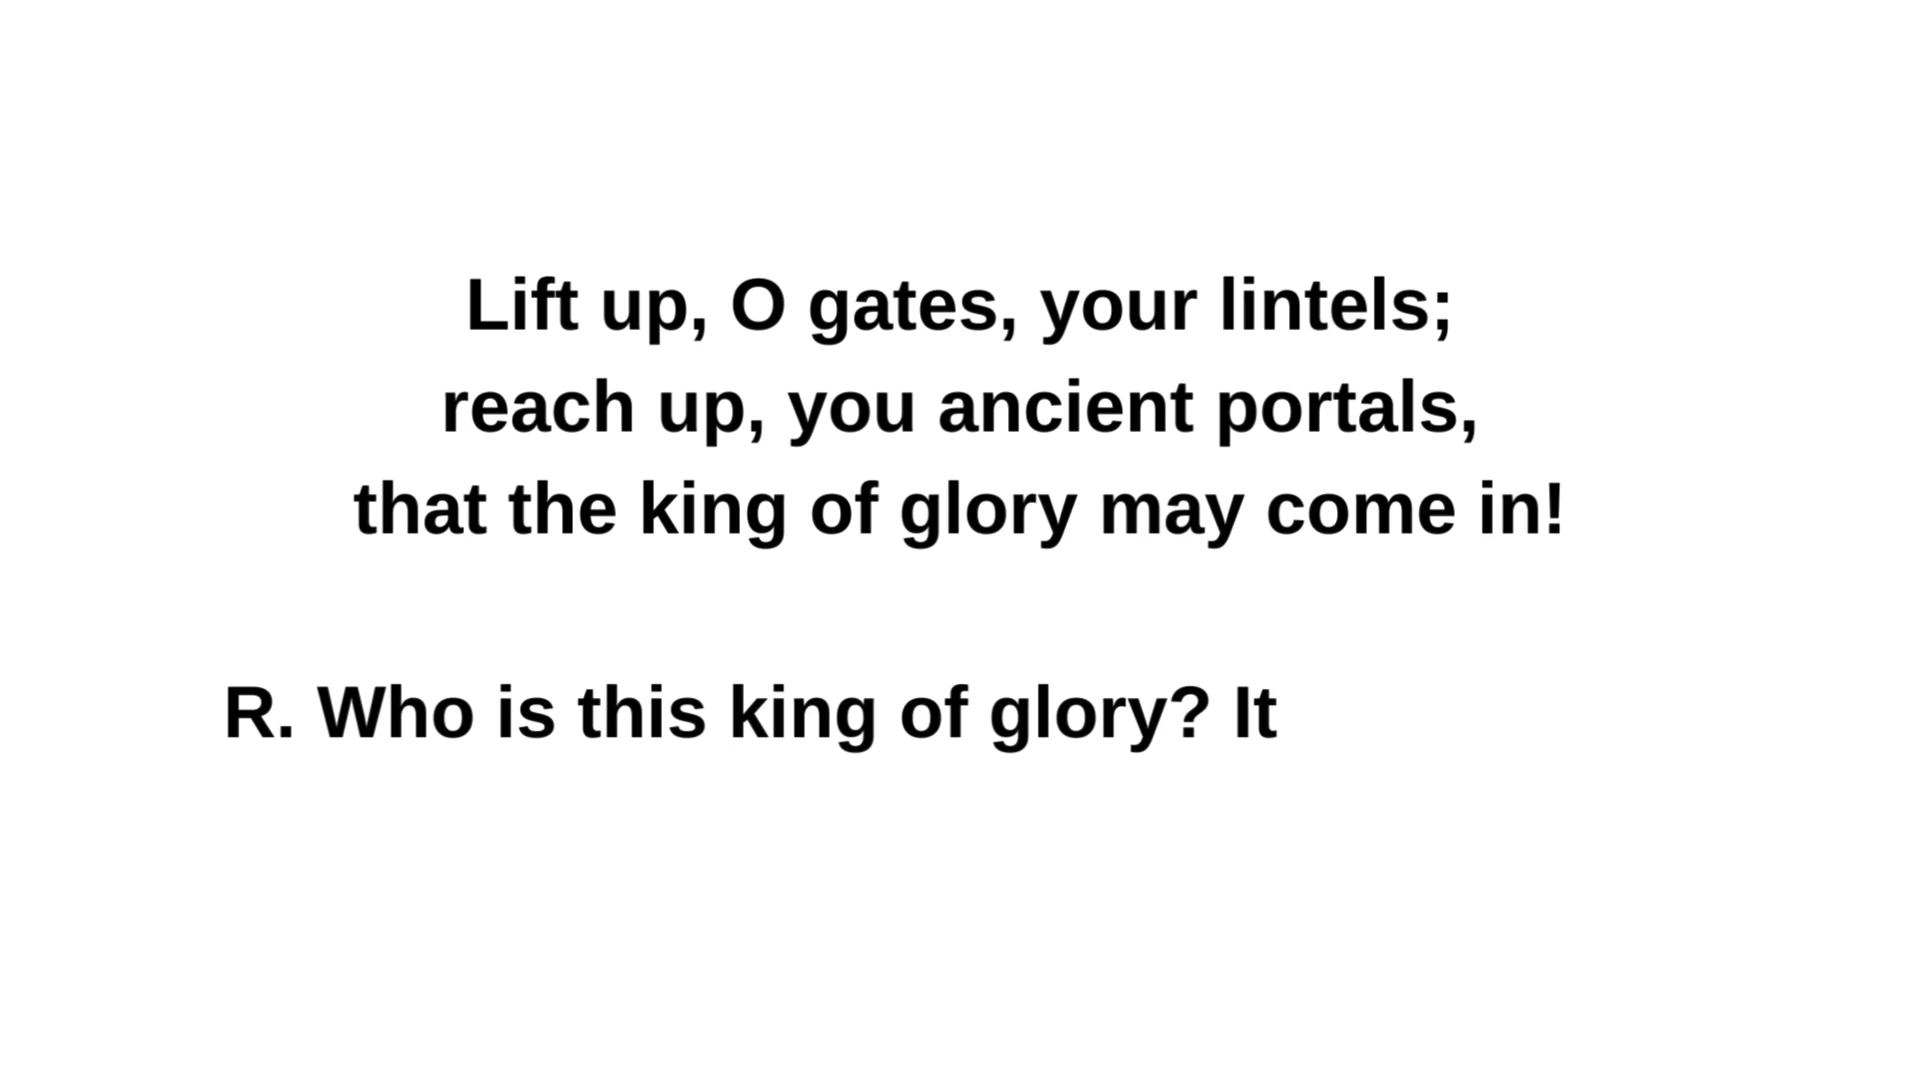 Lift up, O gates, your lintels;
reach up, you ancient portals,
that the king of glory may come in!
R. Who is this king of glory? It